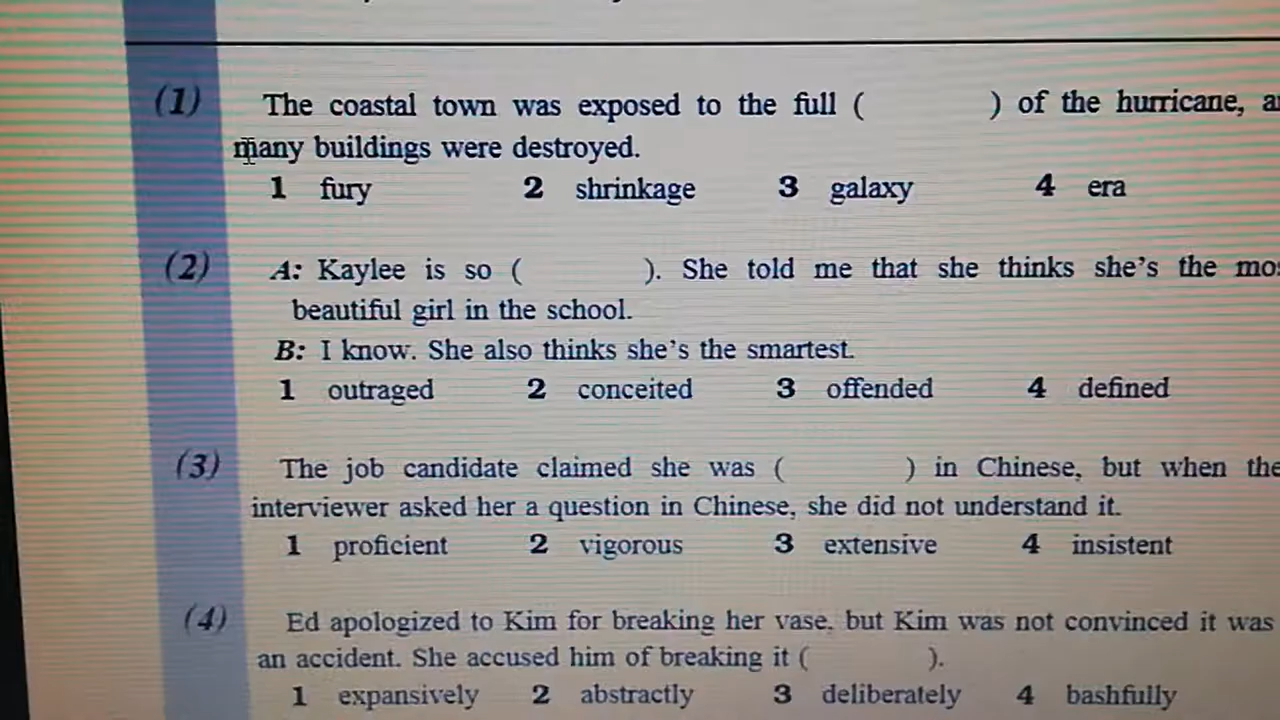 (1) The coastal town was exposed to the full ( ) of the hurricane,
many buildings were destroyed.
1 fury 2 shrinkage 3 galaxy 4 era
(2) A: Kaylee is so ( ). She told me that she thinks she's the
beautiful girl in the school.
B: I know. She also thinks she's the smartest.
1 outraged 2 conceited 3 offended 4 defined
(3) The job candidate claimed she was ( ) in Chinese, but when the
interviewer asked her a question in Chinese, she did not understand it.
1 proficient 2 vigorous 3 extensive 4 insistent
(4) Ed apologized to Kim for breaking her vase, but Kim was not convinced it was
an accident. She accused him of breaking it ( ).
1 expansively 2 abstractly 3 deliberately 4 bashfully